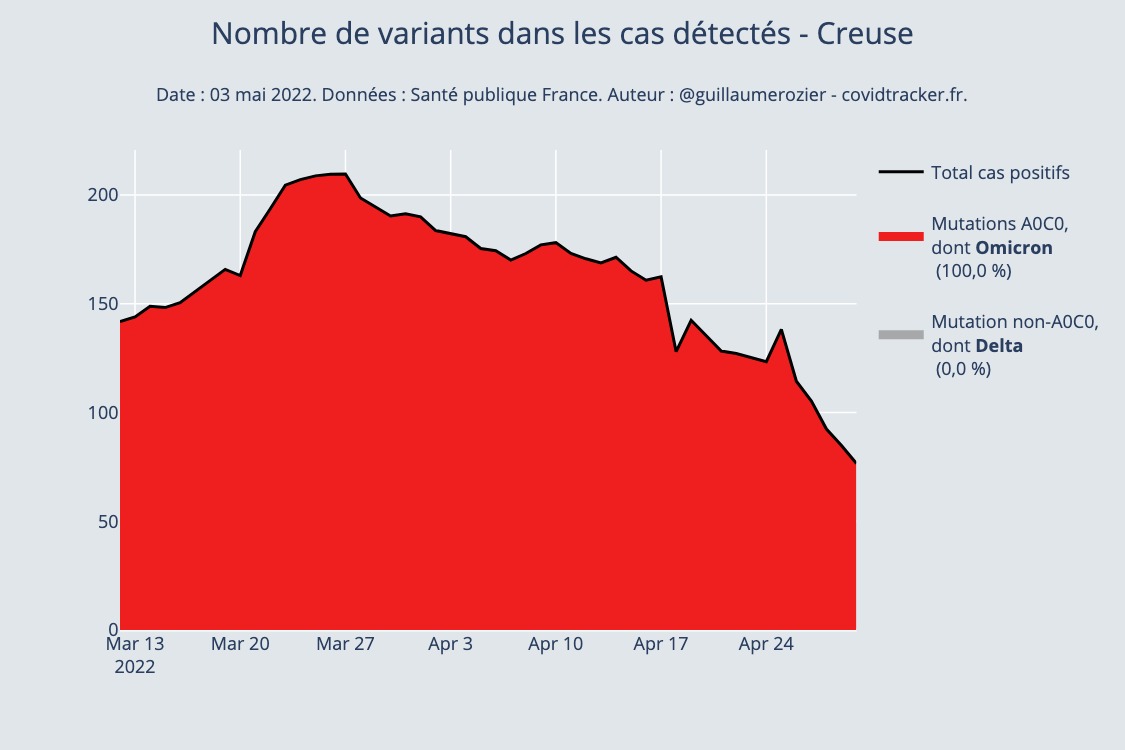 Nombre de variants dans les cas détectés - Creuse
Date : 03 mai 2022. Données : Santé publique France. Auteur : @guillaumerozier - covidtracker.fr.
200
150
100
50
0
Mar 13
2022
Mar 20
Mar 27
Apr 3
Apr 10
Apr 17
Apr 24
Total cas positifs
Mutations A0C0,
dont Omicron
(100,0 %)
Mutation non-A0C0,
dont Delta
(0,0 %)